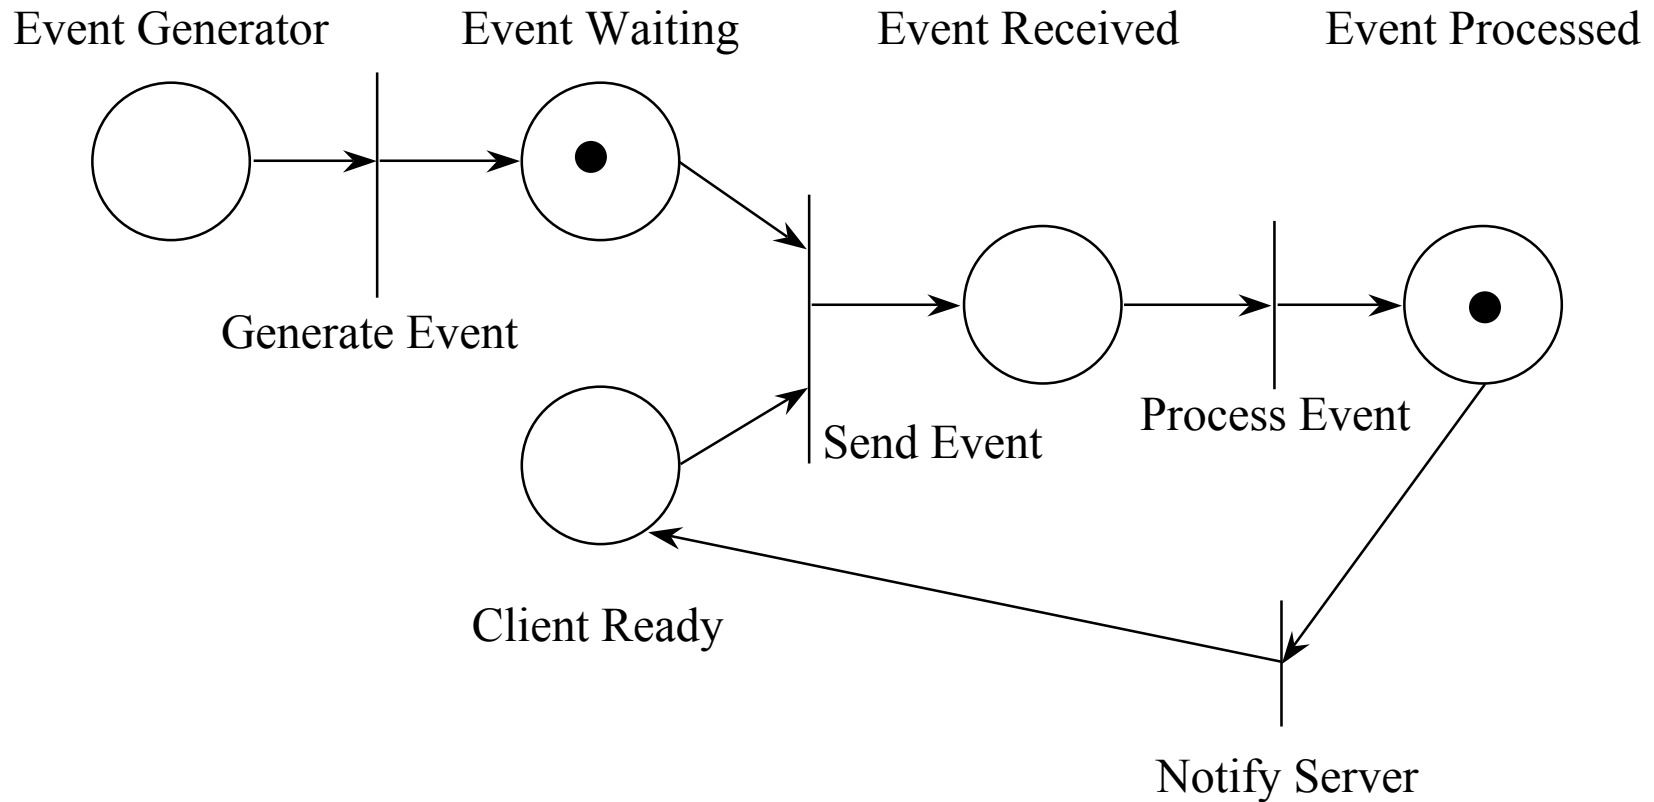 Event Generator
Event Waiting
Event Received
Event Processed
Generate Event
Process Event
Send Event
Client Ready
Notify Server